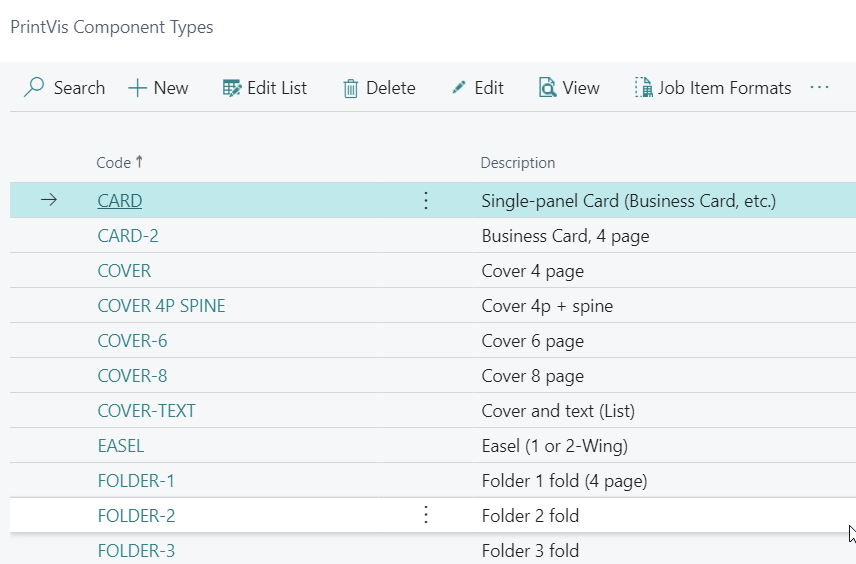 PrintVis Component Types
Search New Edit List Delete Edit View Job Item Formats ...
Code ↑ Description
CARD Single-panel Card (Business Card, etc.)
CARD-2 Business Card, 4 page
COVER Cover 4 page
COVER 4P SPINE Cover 4p + spine
COVER-6 Cover 6 page
COVER-8 Cover 8 page
COVER-TEXT Cover and text (List)
EASEL Easel (1 or 2-Wing)
FOLDER-1 Folder 1 fold (4 page)
FOLDER-2 Folder 2 fold
FOLDER-3 Folder 3 fold